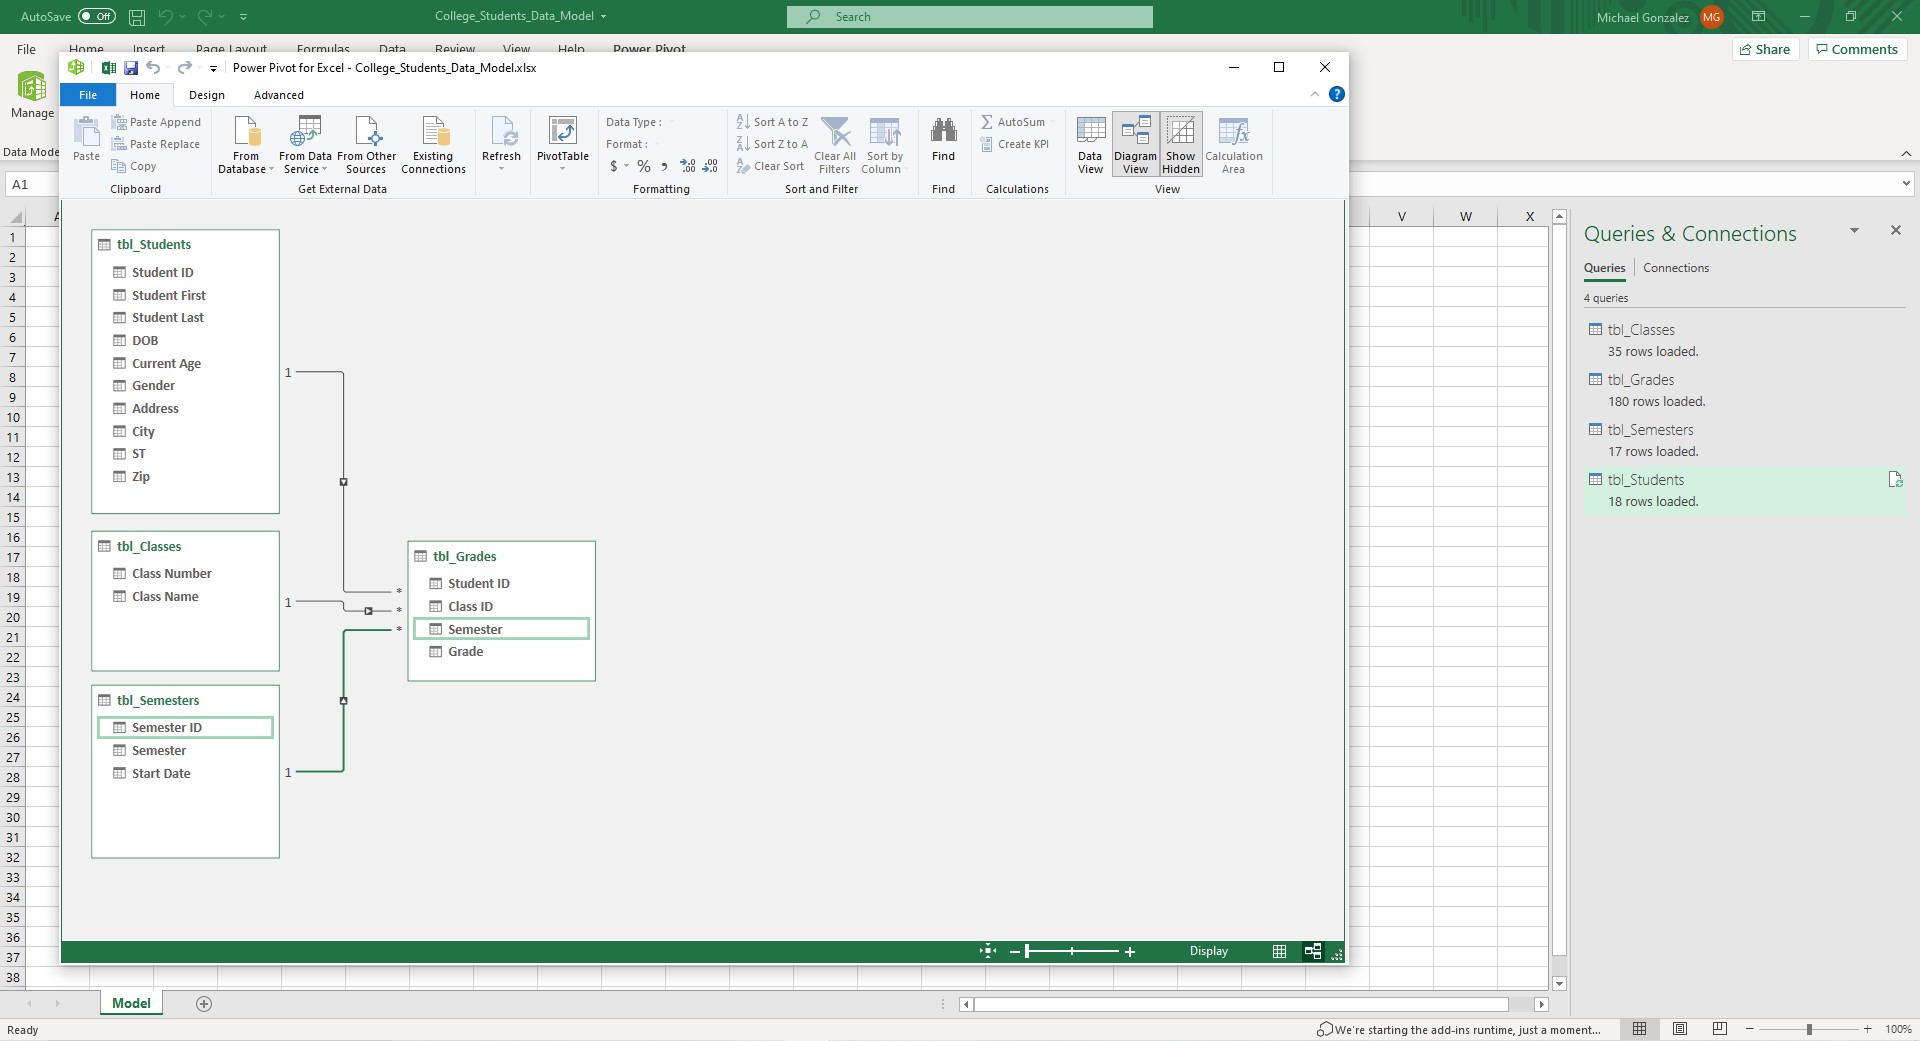 AutoSave Off
College_Students_Data_Model
Search
Michael Gonzalez MG
File Home Insert Page Layout Formulas Data Review View Help Power Pivot
Share Comments
Manage
Data Mode
A1
Power Pivot for Excel - College_Students_Data_Model.xlsx
File Home Design Advanced
Paste
Paste Append
Paste Replace
Copy
Clipboard
From Database
From Data Service
From Other Sources
Existing Connections
Get External Data
Refresh
PivotTable
Data Type :
Format :
$ % ,
Formatting
Sort A to Z
Sort Z to A
Clear Sort
Clear All Filters
Sort by Column
Sort and Filter
Find
Find
AutoSum
Create KPI
Calculations
Data View
Diagram View
Show Hidden
Calculation Area
View
tbl_Students
Student ID
Student First
Student Last
DOB
Current Age
Gender
Address
City
ST
Zip
1
tbl_Classes
Class Number
Class Name
1
tbl_Semesters
Semester ID
Semester
Start Date
1
*
*
*
tbl_Grades
Student ID
Class ID
Semester
Grade
Display
V W X
1
2
3
4
5
6
7
8
9
10
11
12
13
14
15
16
17
18
19
20
21
22
23
24
25
26
27
28
29
30
31
32
33
34
35
36
37
38
Queries & Connections
Queries Connections
4 queries
tbl_Classes
35 rows loaded.
tbl_Grades
180 rows loaded.
tbl_Semesters
17 rows loaded.
tbl_Students
18 rows loaded.
Model
Ready
We're starting the add-ins runtime, just a moment...
100%